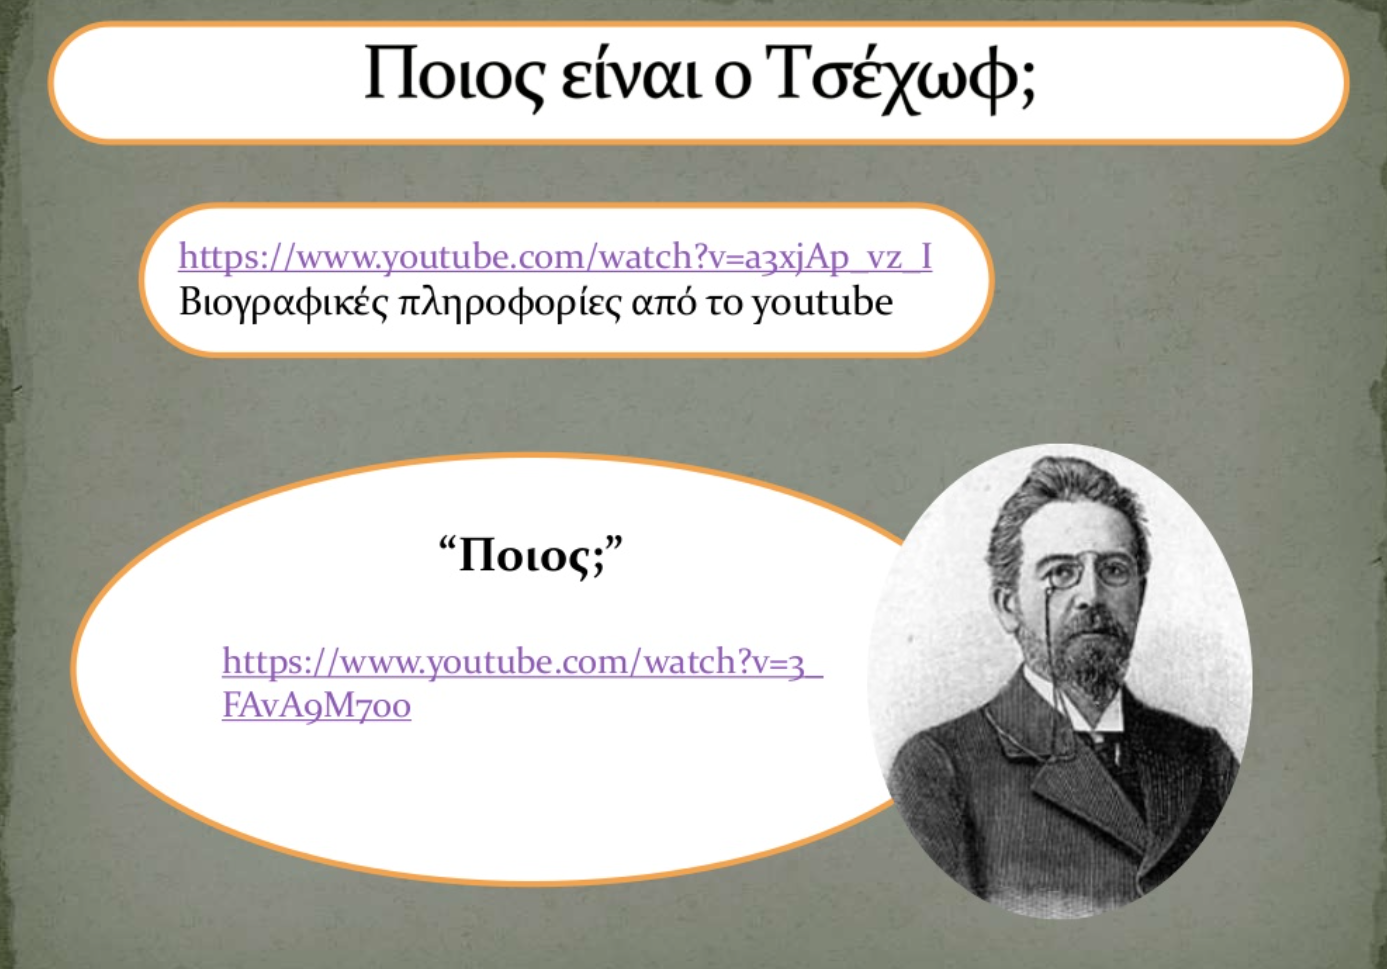 Ποιος είναι ο Τσέχωφ;
https://www.youtube.com/watch?v=a3xjAp_vz_I
Βιογραφικές πληροφορίες από το youtube
“Ποιος;”
https://www.youtube.com/watch?v=3_
FAvA9M7oo